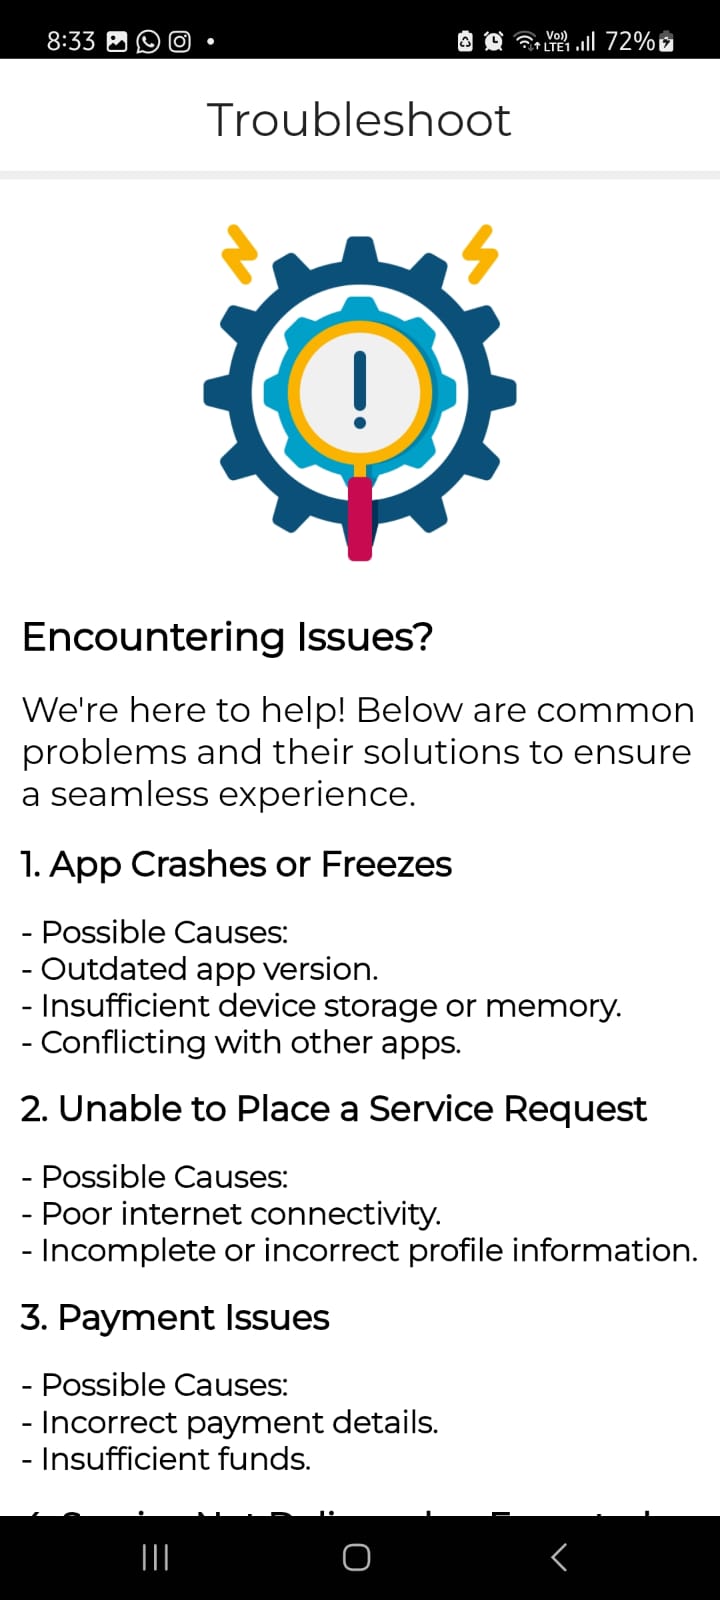 8:33
Vo))
LTE1
72%
Troubleshoot
Encountering Issues?
We're here to help! Below are common
problems and their solutions to ensure
a seamless experience.
1. App Crashes or Freezes
- Possible Causes:
- Outdated app version.
- Insufficient device storage or memory.
- Conflicting with other apps.
2. Unable to Place a Service Request
- Possible Causes:
- Poor internet connectivity.
- Incomplete or incorrect profile information.
3. Payment Issues
- Possible Causes:
- Incorrect payment details.
- Insufficient funds.